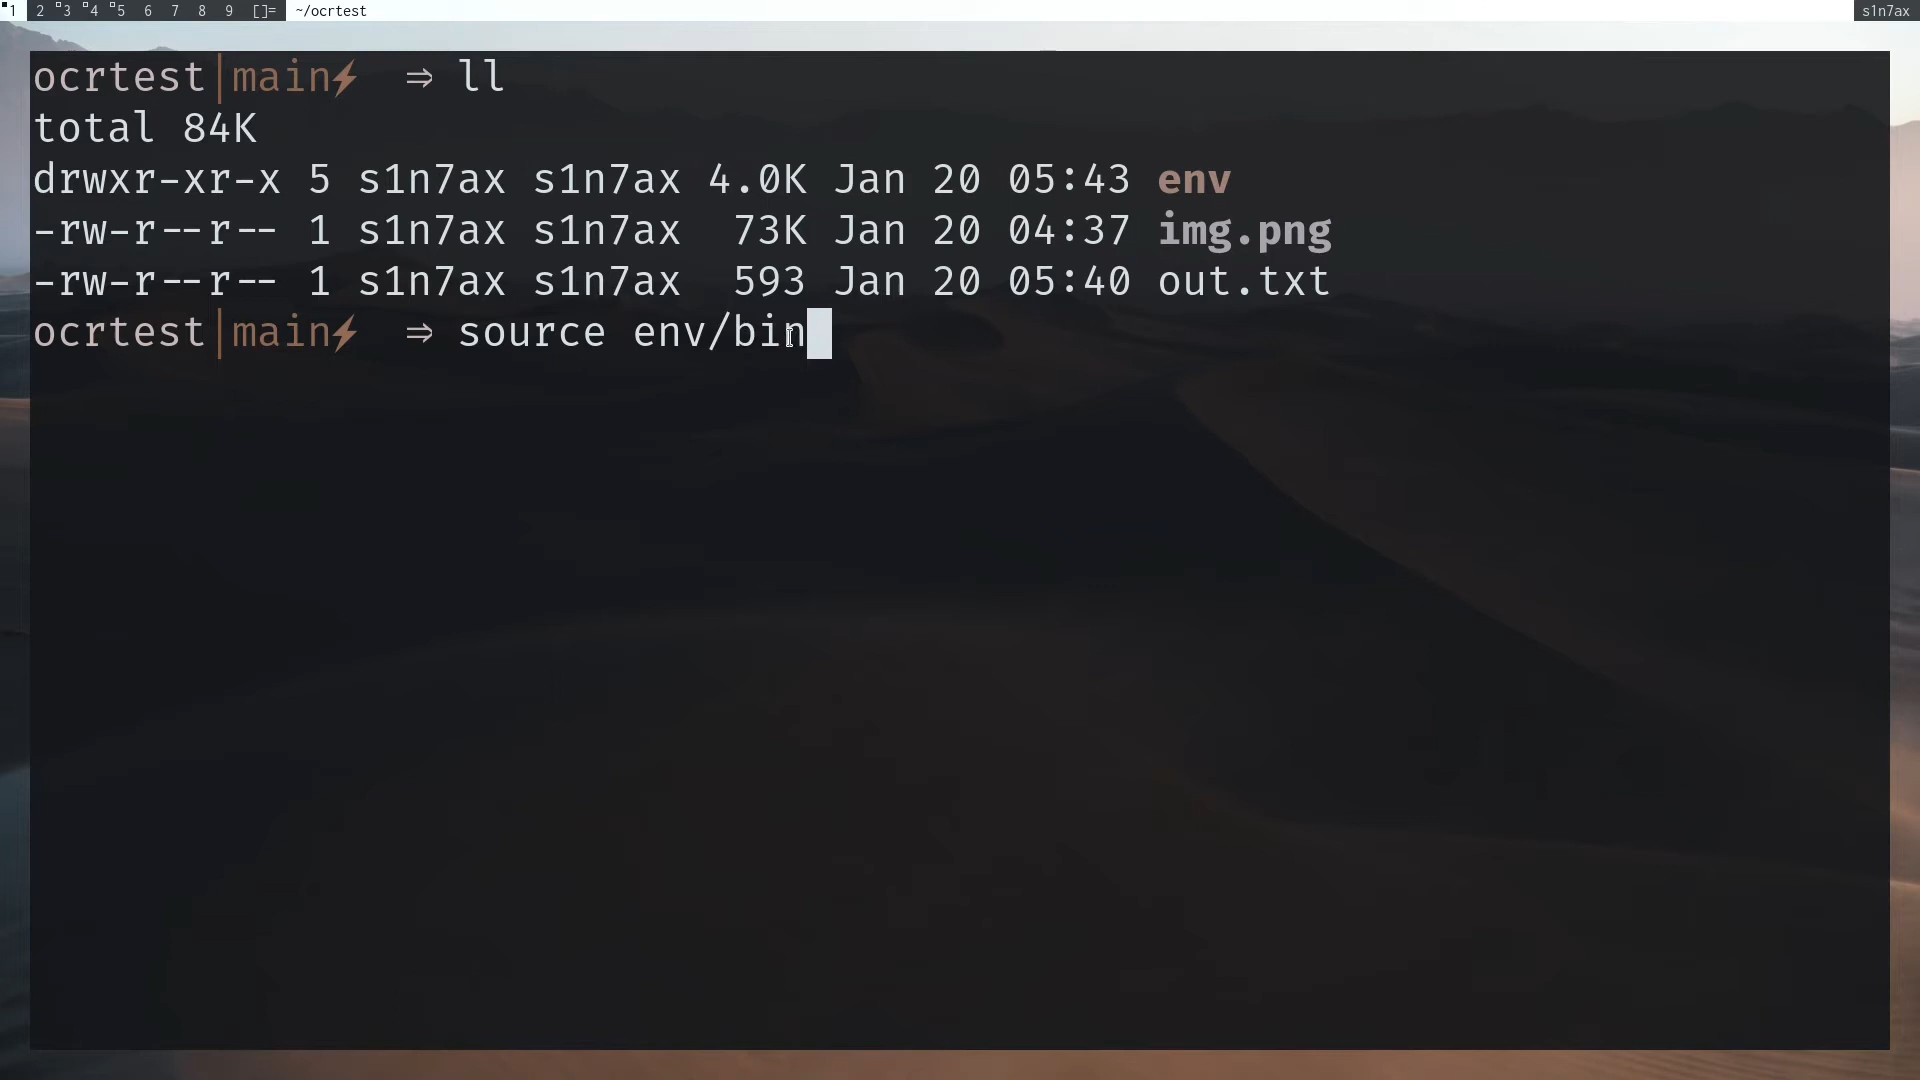 1 2 3 4 5 6 7 8 9 []= ~/ocrtest s1n7ax
ocrtest|main⚡ ⇒ ll
total 84K
drwxr-xr-x 5 s1n7ax s1n7ax 4.0K Jan 20 05:43 env
-rw-r--r-- 1 s1n7ax s1n7ax 73K Jan 20 04:37 img.png
-rw-r--r-- 1 s1n7ax s1n7ax 593 Jan 20 05:40 out.txt
ocrtest|main⚡ ⇒ source env/bin